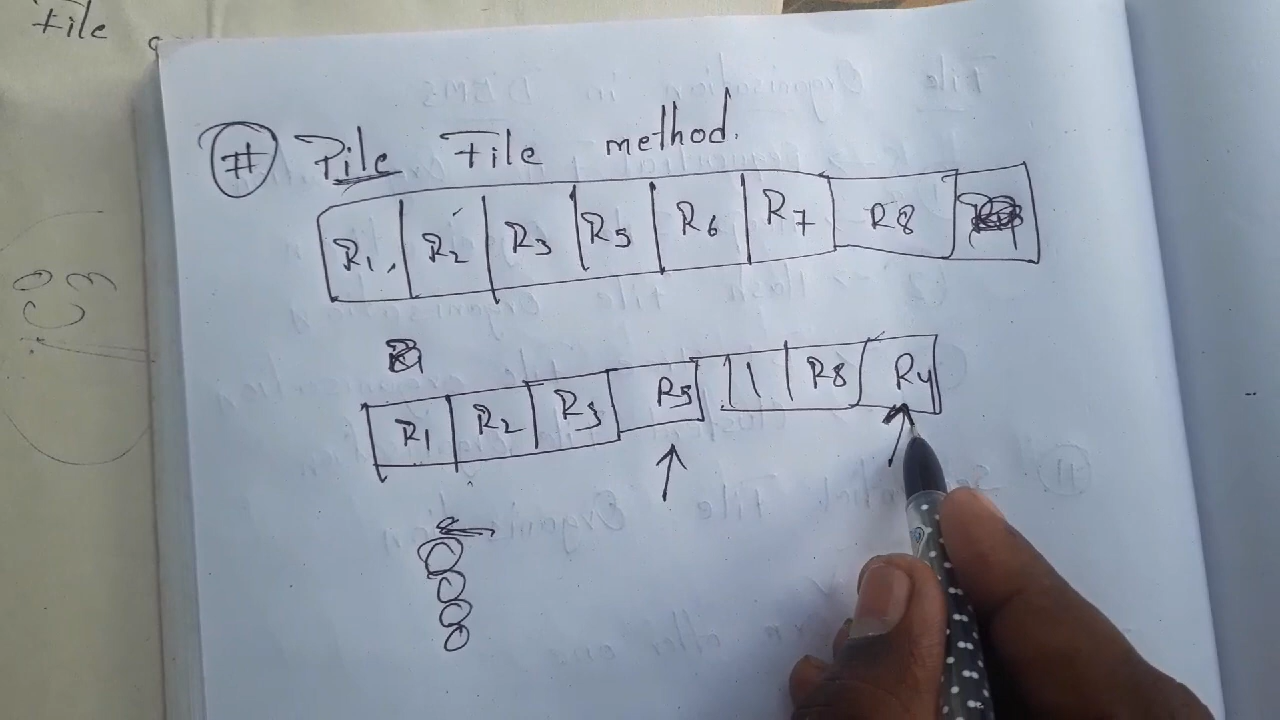 File
# Pile File method.
R1, R2 R3 R5 R6 R7 R8
R1 R2 R3 R5 R8 R4